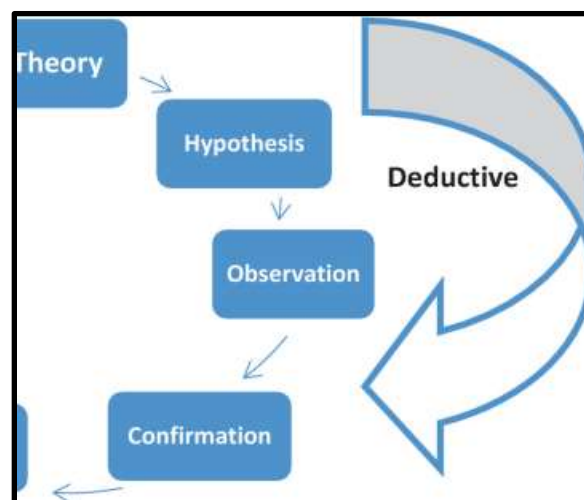 Theory
Hypothesis
Deductive
Observation
Confirmation